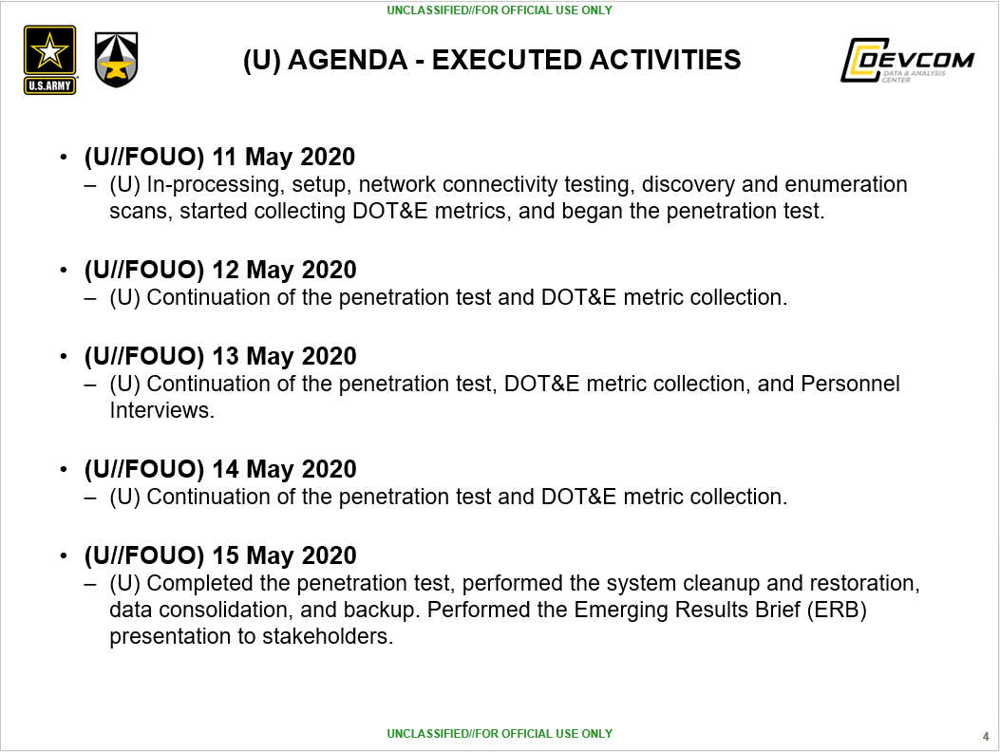 UNCLASSIFIED//FOR OFFICIAL USE ONLY
U.S.ARMY
(U) AGENDA - EXECUTED ACTIVITIES
DEVCOM
DATA & ANALYSIS
CENTER
• (U//FOUO) 11 May 2020
– (U) In-processing, setup, network connectivity testing, discovery and enumeration
scans, started collecting DOT&E metrics, and began the penetration test.
• (U//FOUO) 12 May 2020
– (U) Continuation of the penetration test and DOT&E metric collection.
• (U//FOUO) 13 May 2020
– (U) Continuation of the penetration test, DOT&E metric collection, and Personnel
Interviews.
• (U//FOUO) 14 May 2020
– (U) Continuation of the penetration test and DOT&E metric collection.
• (U//FOUO) 15 May 2020
– (U) Completed the penetration test, performed the system cleanup and restoration,
data consolidation, and backup. Performed the Emerging Results Brief (ERB)
presentation to stakeholders.
UNCLASSIFIED//FOR OFFICIAL USE ONLY
4